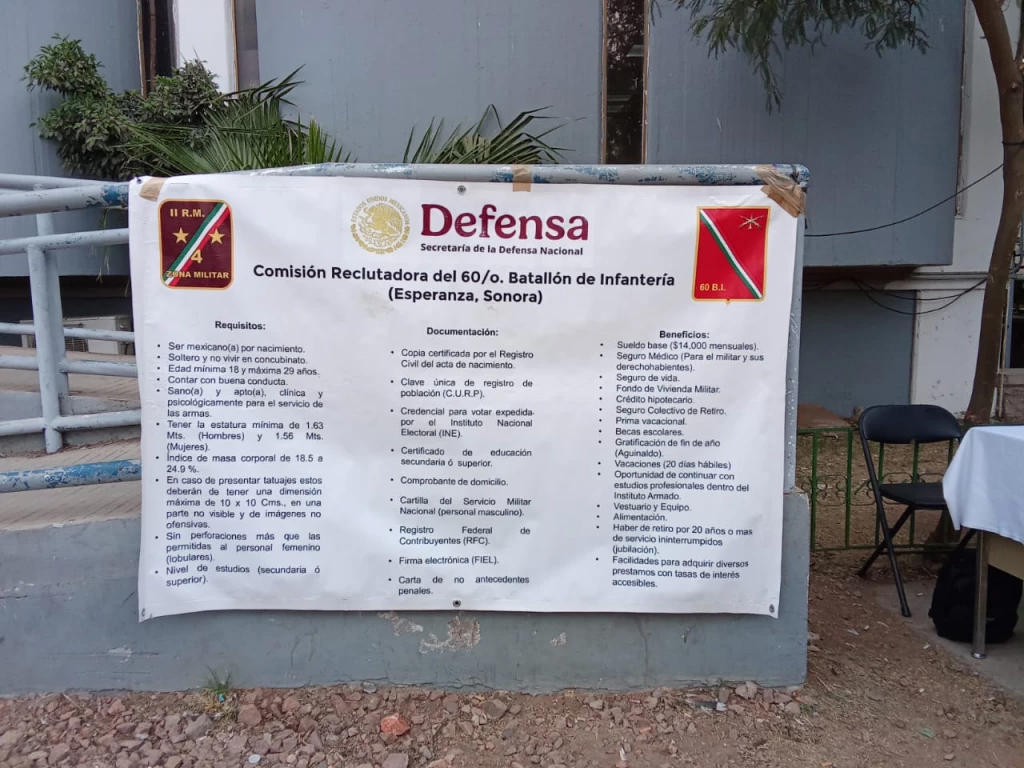 II R.M.
4
ZONA MILITAR
ESTADOS UNIDOS MEXICANOS
Defensa
Secretaría de la Defensa Nacional
60 B.I.
Comisión Reclutadora del 60/o. Batallón de Infantería
(Esperanza, Sonora)
Requisitos:
• Ser mexicano(a) por nacimiento.
• Soltero y no vivir en concubinato.
• Edad mínima 18 y máxima 29 años.
• Contar con buena conducta.
• Sano(a) y apto(a), clínica y
psicológicamente para el servicio de
las armas.
• Tener la estatura mínima de 1.63
Mts. (Hombres) y 1.56 Mts.
(Mujeres).
• Índice de masa corporal de 18.5 a
24.9 %.
• En caso de presentar tatuajes estos
deberán de tener una dimensión
máxima de 10 x 10 Cms., en una
parte no visible y de imágenes no
ofensivas.
• Sin perforaciones más que las
permitidas al personal femenino
(lobulares).
• Nivel de estudios (secundaria ó
superior).
Documentación:
• Copia certificada por el Registro
Civil del acta de nacimiento.
• Clave única de registro de
población (C.U.R.P).
• Credencial para votar expedida
por el Instituto Nacional
Electoral (INE).
• Certificado de educación
secundaria ó superior.
• Comprobante de domicilio.
• Cartilla del Servicio Militar
Nacional (personal masculino).
• Registro Federal de
Contribuyentes (RFC).
• Firma electrónica (FIEL).
• Carta de no antecedentes
penales.
Beneficios:
• Sueldo base ($14,000 mensuales).
• Seguro Médico (Para el militar y sus
derechohabientes).
• Seguro de vida.
• Fondo de Vivienda Militar.
• Crédito hipotecario.
• Seguro Colectivo de Retiro.
• Prima vacacional.
• Becas escolares.
• Gratificación de fin de año
(Aguinaldo).
• Vacaciones (20 días hábiles)
• Oportunidad de continuar con
estudios profesionales dentro del
Instituto Armado.
• Vestuario y Equipo.
• Alimentación.
• Haber de retiro por 20 años o mas
de servicio ininterrumpidos
(jubilación).
• Facilidades para adquirir diversos
prestamos con tasas de interés
accesibles.